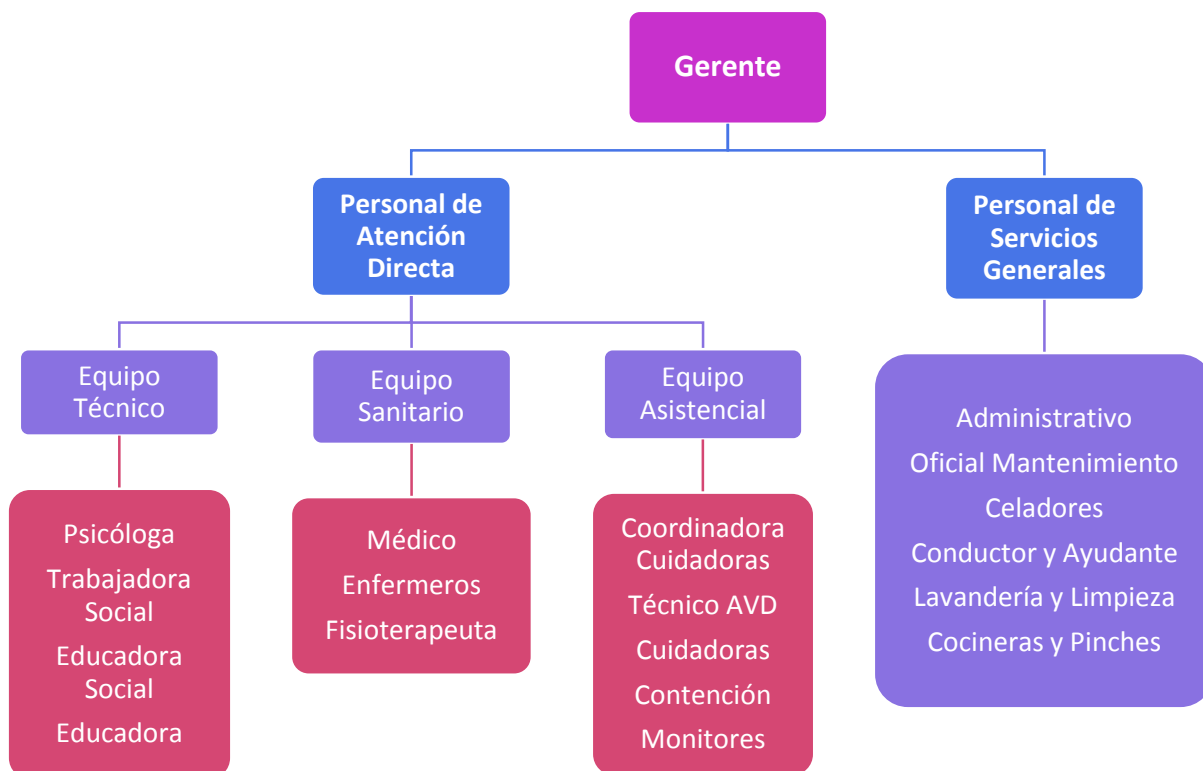 Gerente
Personal de
Atención
Directa
Personal de
Servicios
Generales
Equipo
Técnico
Equipo
Sanitario
Equipo
Asistencial
Psicóloga
Trabajadora
Social
Educadora
Social
Educadora
Médico
Enfermeros
Fisioterapeuta
Coordinadora
Cuidadoras
Técnico AVD
Cuidadoras
Contención
Monitores
Administrativo
Oficial Mantenimiento
Celadores
Conductor y Ayudante
Lavandería y Limpieza
Cocineras y Pinches